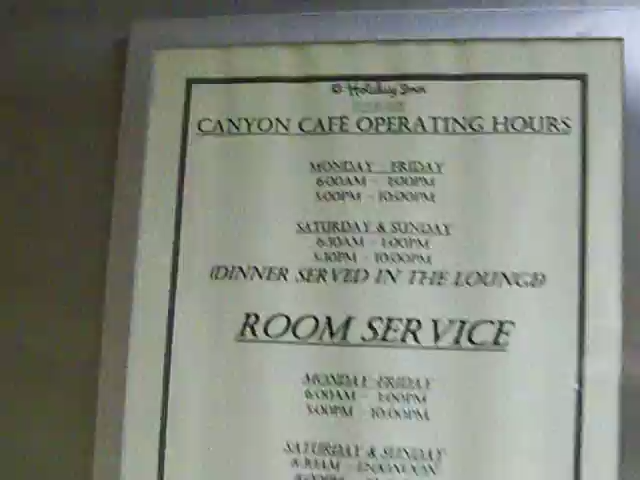 Holiday Inn
CANYON CAFE OPERATING HOURS
MONDAY - FRIDAY
6:00AM - 1:00PM
5:00PM - 10:00PM
SATURDAY & SUNDAY
6:30AM - 1:00PM
5:30PM - 10:00PM
(DINNER SERVED IN THE LOUNGE)
ROOM SERVICE
MONDAY-FRIDAY
6:00AM - 1:00PM
5:00PM - 10:00PM
SATURDAY & SUNDAY